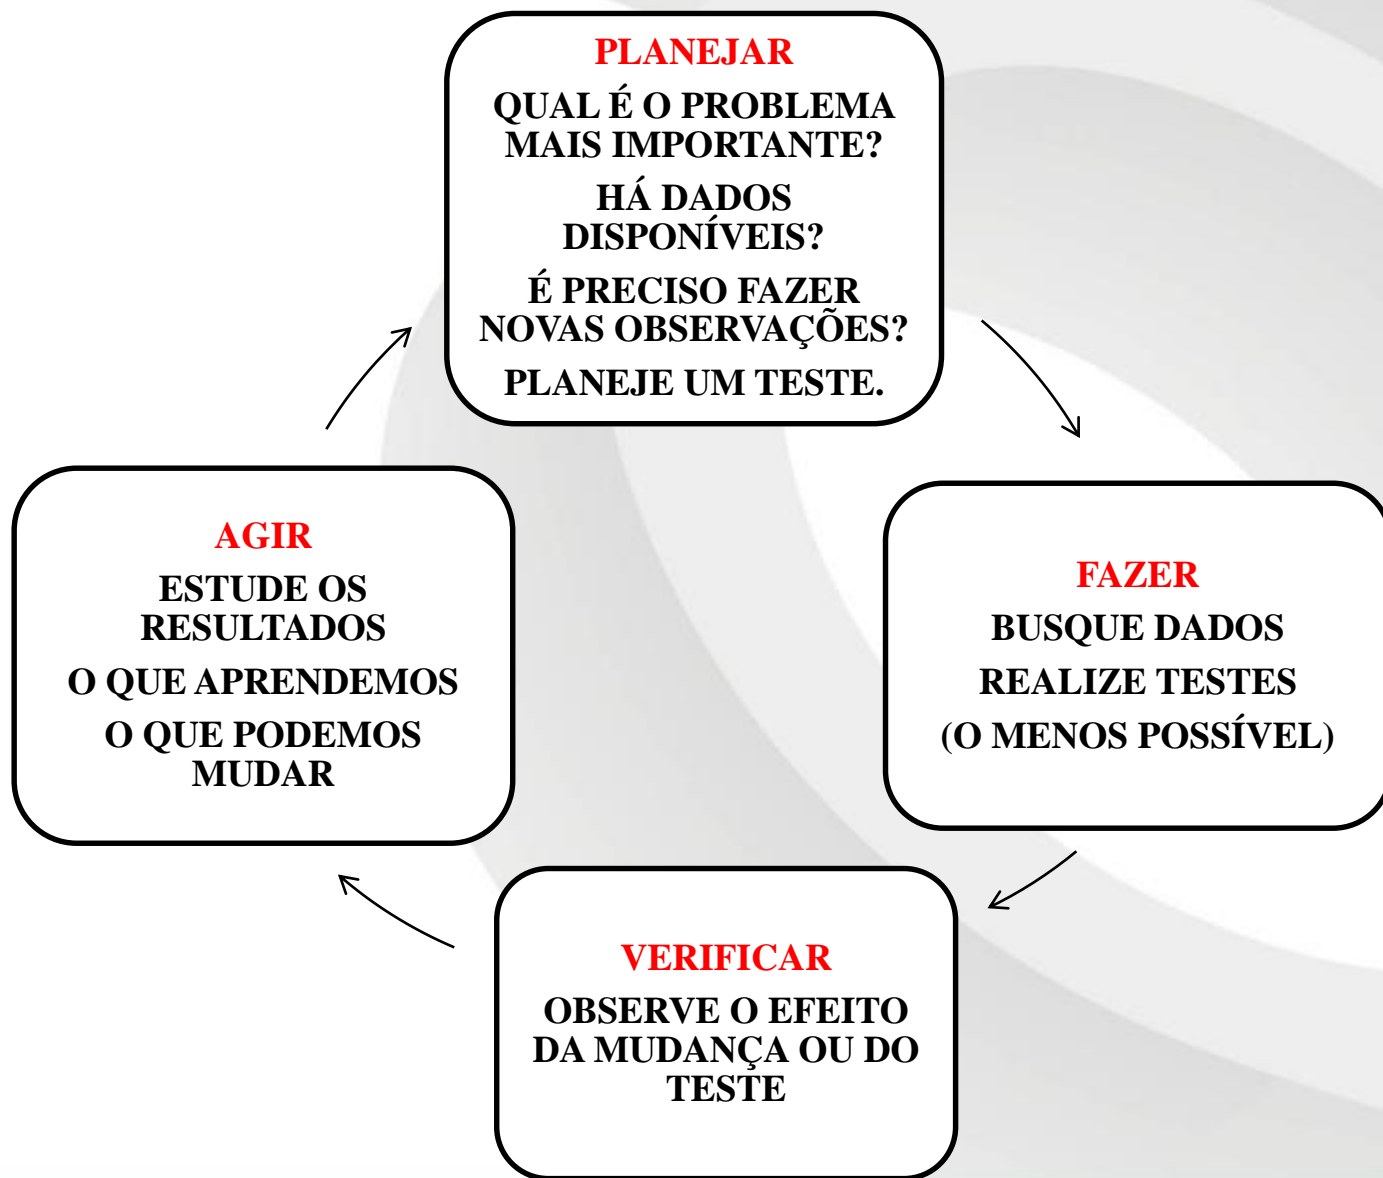 PLANEJAR
QUAL É O PROBLEMA
MAIS IMPORTANTE?
HÁ DADOS
DISPONÍVEIS?
É PRECISO FAZER
NOVAS OBSERVAÇÕES?
PLANEJE UM TESTE.
FAZER
BUSQUE DADOS
REALIZE TESTES
(O MENOS POSSÍVEL)
VERIFICAR
OBSERVE O EFEITO
DA MUDANÇA OU DO
TESTE
AGIR
ESTUDE OS
RESULTADOS
O QUE APRENDEMOS
O QUE PODEMOS
MUDAR